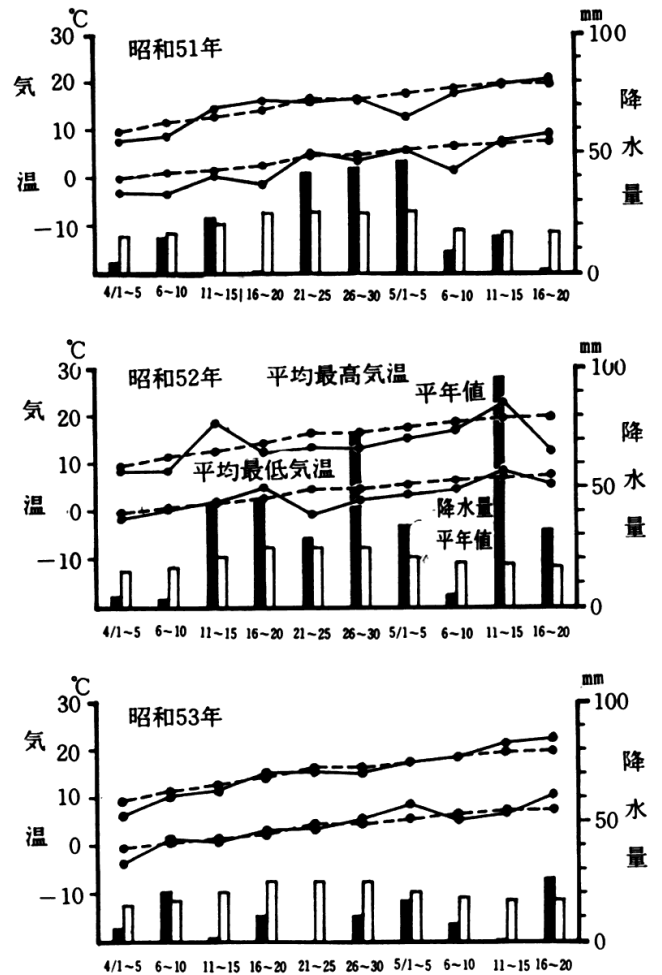 ℃ mm
30 昭和51年 100
気 20 降
10 50 水
温 0 量
−10 0
4/1~5 6~10 11~15 16~20 21~25 26~30 5/1~5 6~10 11~15 16~20
℃ mm
30 昭和52年 平均最高気温 平年値 100
気 20 降
10 平均最低気温 50 水
温 0 降水量 量
−10 平年値 0
4/1~5 6~10 11~15 16~20 21~25 26~30 5/1~5 6~10 11~15 16~20
℃ mm
30 昭和53年 100
気 20 降
10 50 水
温 0 量
−10 0
4/1~5 6~10 11~15 16~20 21~25 26~30 5/1~5 6~10 11~15 16~20